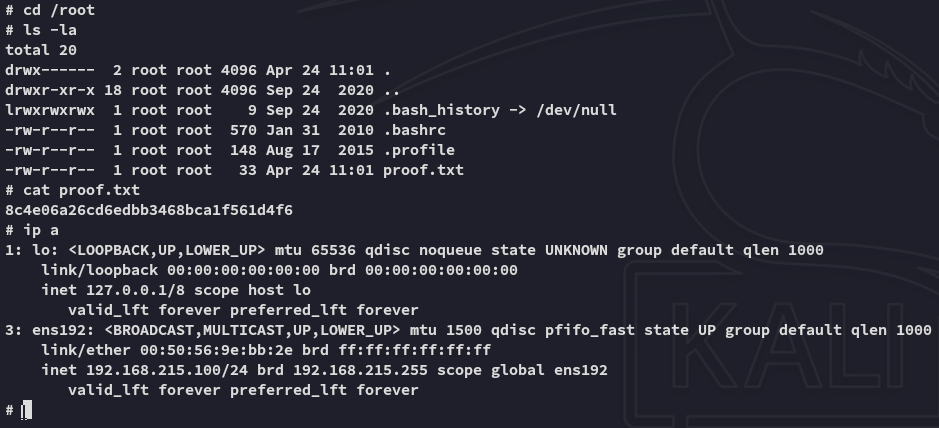 # cd /root
# ls -la
total 20
drwx------  2 root root 4096 Apr 24 11:01 .
drwxr-xr-x 18 root root 4096 Sep 24  2020 ..
lrwxrwxrwx  1 root root    9 Sep 24  2020 .bash_history -> /dev/null
-rw-r--r--  1 root root  570 Jan 31  2010 .bashrc
-rw-r--r--  1 root root  148 Aug 17  2015 .profile
-rw-r--r--  1 root root   33 Apr 24 11:01 proof.txt
# cat proof.txt
8c4e06a26cd6edbb3468bca1f561d4f6
# ip a
1: lo: <LOOPBACK,UP,LOWER_UP> mtu 65536 qdisc noqueue state UNKNOWN group default qlen 1000
    link/loopback 00:00:00:00:00:00 brd 00:00:00:00:00:00
    inet 127.0.0.1/8 scope host lo
       valid_lft forever preferred_lft forever
3: ens192: <BROADCAST,MULTICAST,UP,LOWER_UP> mtu 1500 qdisc pfifo_fast state UP group default qlen 1000
    link/ether 00:50:56:9e:bb:2e brd ff:ff:ff:ff:ff:ff
    inet 192.168.215.100/24 brd 192.168.215.255 scope global ens192
       valid_lft forever preferred_lft forever
#
KALI